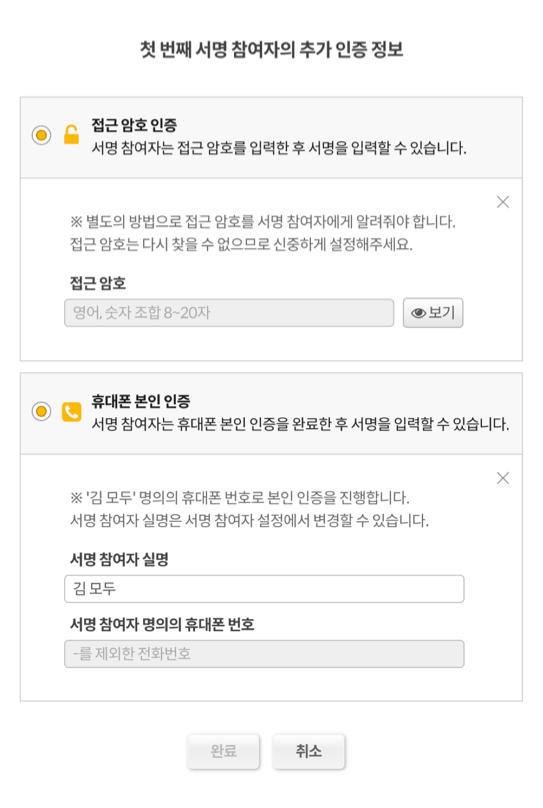 첫 번째 서명 참여자의 추가 인증 정보
접근 암호 인증
서명 참여자는 접근 암호를 입력한 후 서명을 입력할 수 있습니다.
※ 별도의 방법으로 접근 암호를 서명 참여자에게 알려줘야 합니다.
접근 암호는 다시 찾을 수 없으므로 신중하게 설정해주세요.
접근 암호
영어, 숫자 조합 8~20자
보기
휴대폰 본인 인증
서명 참여자는 휴대폰 본인 인증을 완료한 후 서명을 입력할 수 있습니다.
※ '김 모두' 명의의 휴대폰 번호로 본인 인증을 진행합니다.
서명 참여자 실명은 서명 참여자 설정에서 변경할 수 있습니다.
서명 참여자 실명
김 모두
서명 참여자 명의의 휴대폰 번호
-를 제외한 전화번호
완료 취소